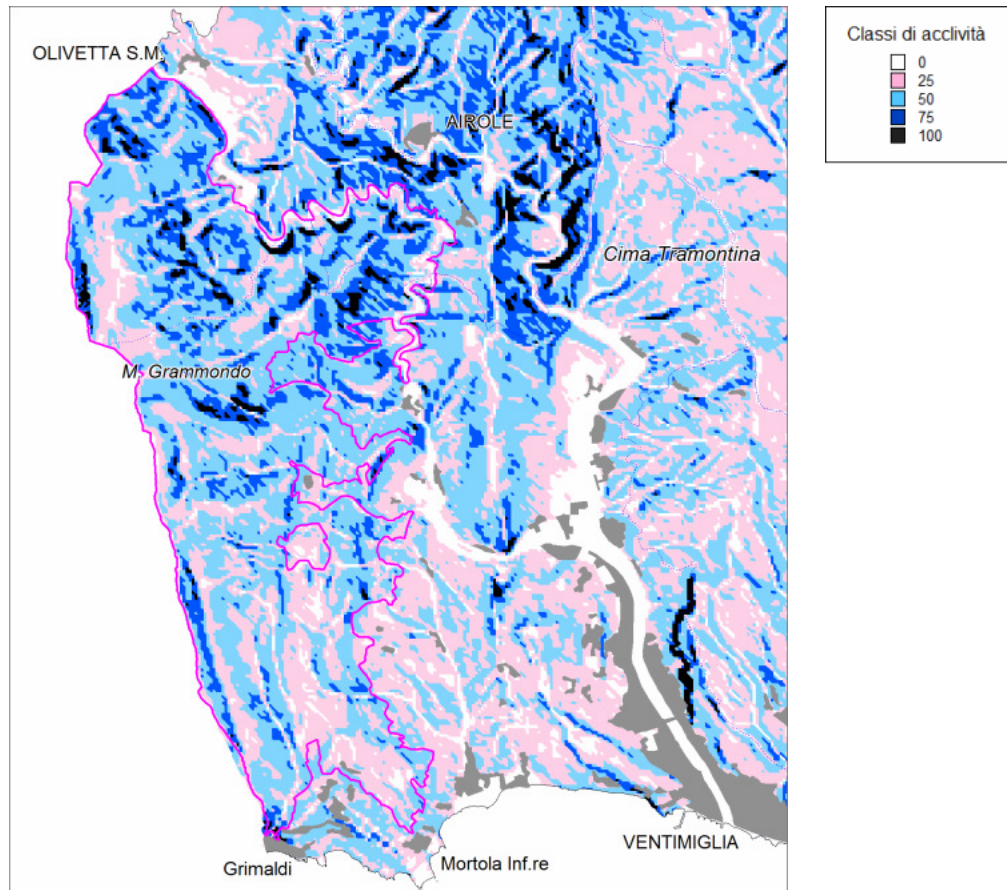 OLIVETTA S.M.
AIROLE
Cima Tramontina
M. Grammondo
VENTIMIGLIA
Grimaldi
Mortola Inf.re
Classi di acclività
0
25
50
75
100